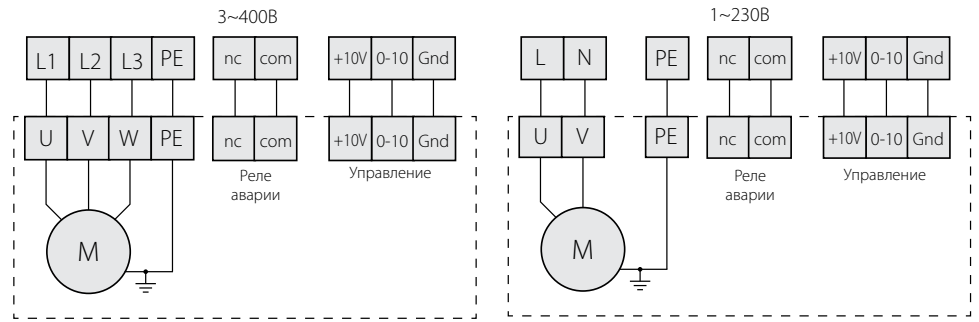 3~400В
L1 L2 L3 PE nc com +10V 0-10 Gnd
U V W PE nc com +10V 0-10 Gnd
Реле
аварии
Управление
M
1~230В
L N PE nc com +10V 0-10 Gnd
U V PE nc com +10V 0-10 Gnd
Реле
аварии
Управление
M